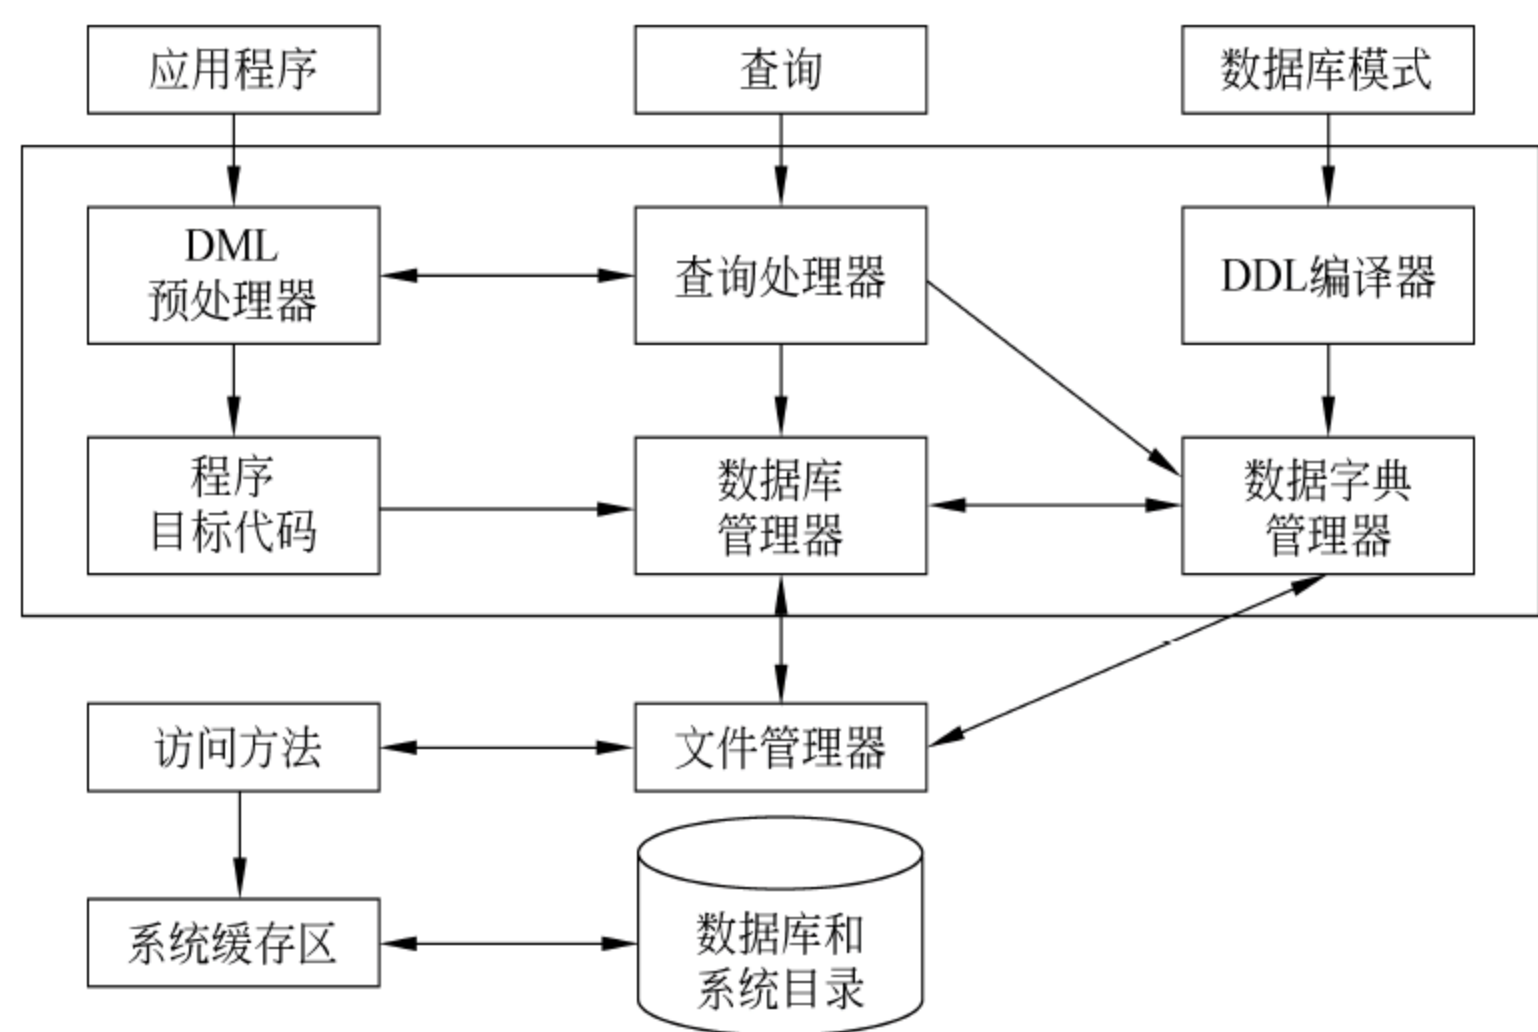 应用程序
查询
数据库模式
DML
预处理器
查询处理器
DDL编译器
程序
目标代码
数据库
管理器
数据字典
管理器
访问方法
文件管理器
系统缓存区
数据库和
系统目录